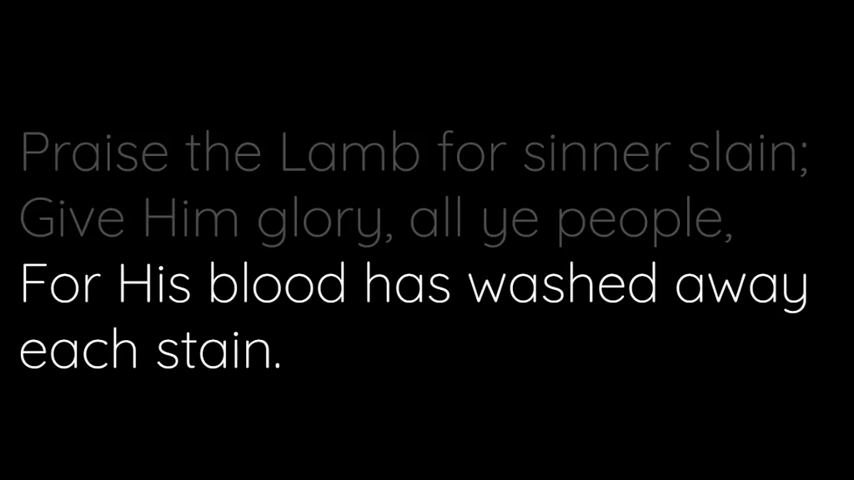 Praise the Lamb for sinner slain;
Give Him glory, all ye people,
For His blood has washed away
each stain.